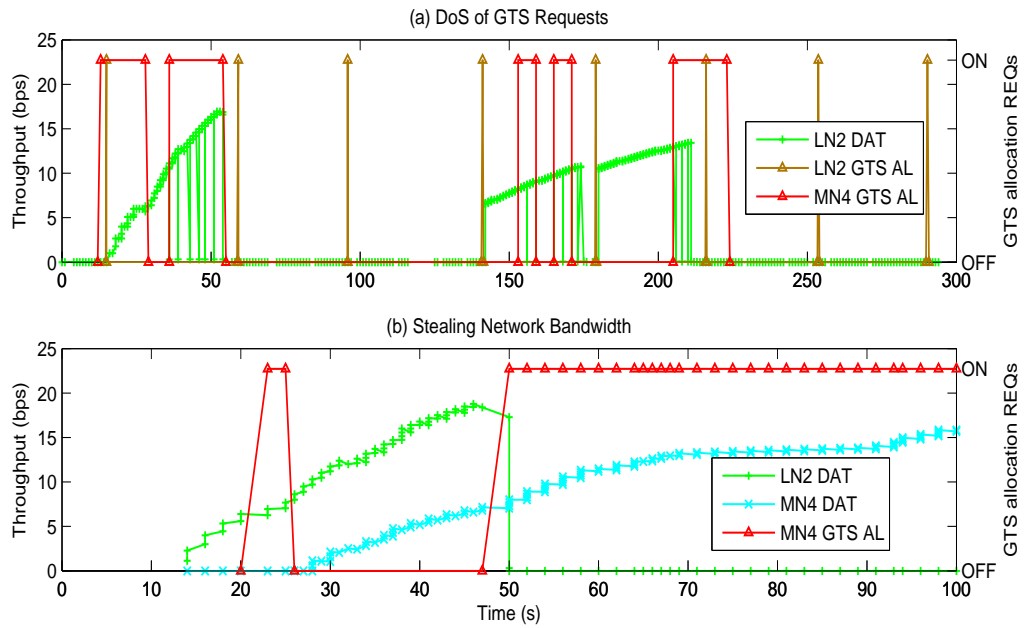 (a) DoS of GTS Requests
25
20
15
10
5
0
Throughput (bps)
0 50 100 150 200 250 300
ON
OFF
GTS allocation REQs
LN2 DAT
LN2 GTS AL
MN4 GTS AL
(b) Stealing Network Bandwidth
25
20
15
10
5
0
Throughput (bps)
0 10 20 30 40 50 60 70 80 90 100
Time (s)
ON
OFF
GTS allocation REQs
LN2 DAT
MN4 DAT
MN4 GTS AL